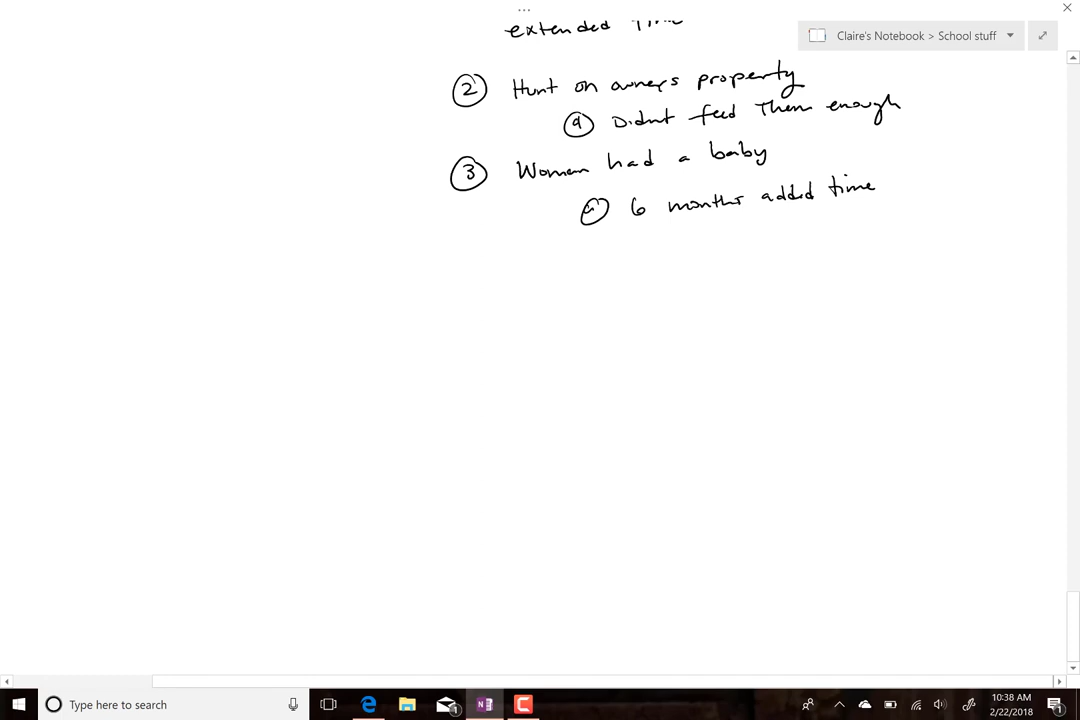 extended Time
Claire's Notebook > School stuff
② Hunt on owners property
ⓐ Didnt feed them enough
③ Woman had a baby
ⓐ 6 months added time
Type here to search
10:38 AM
2/22/2018